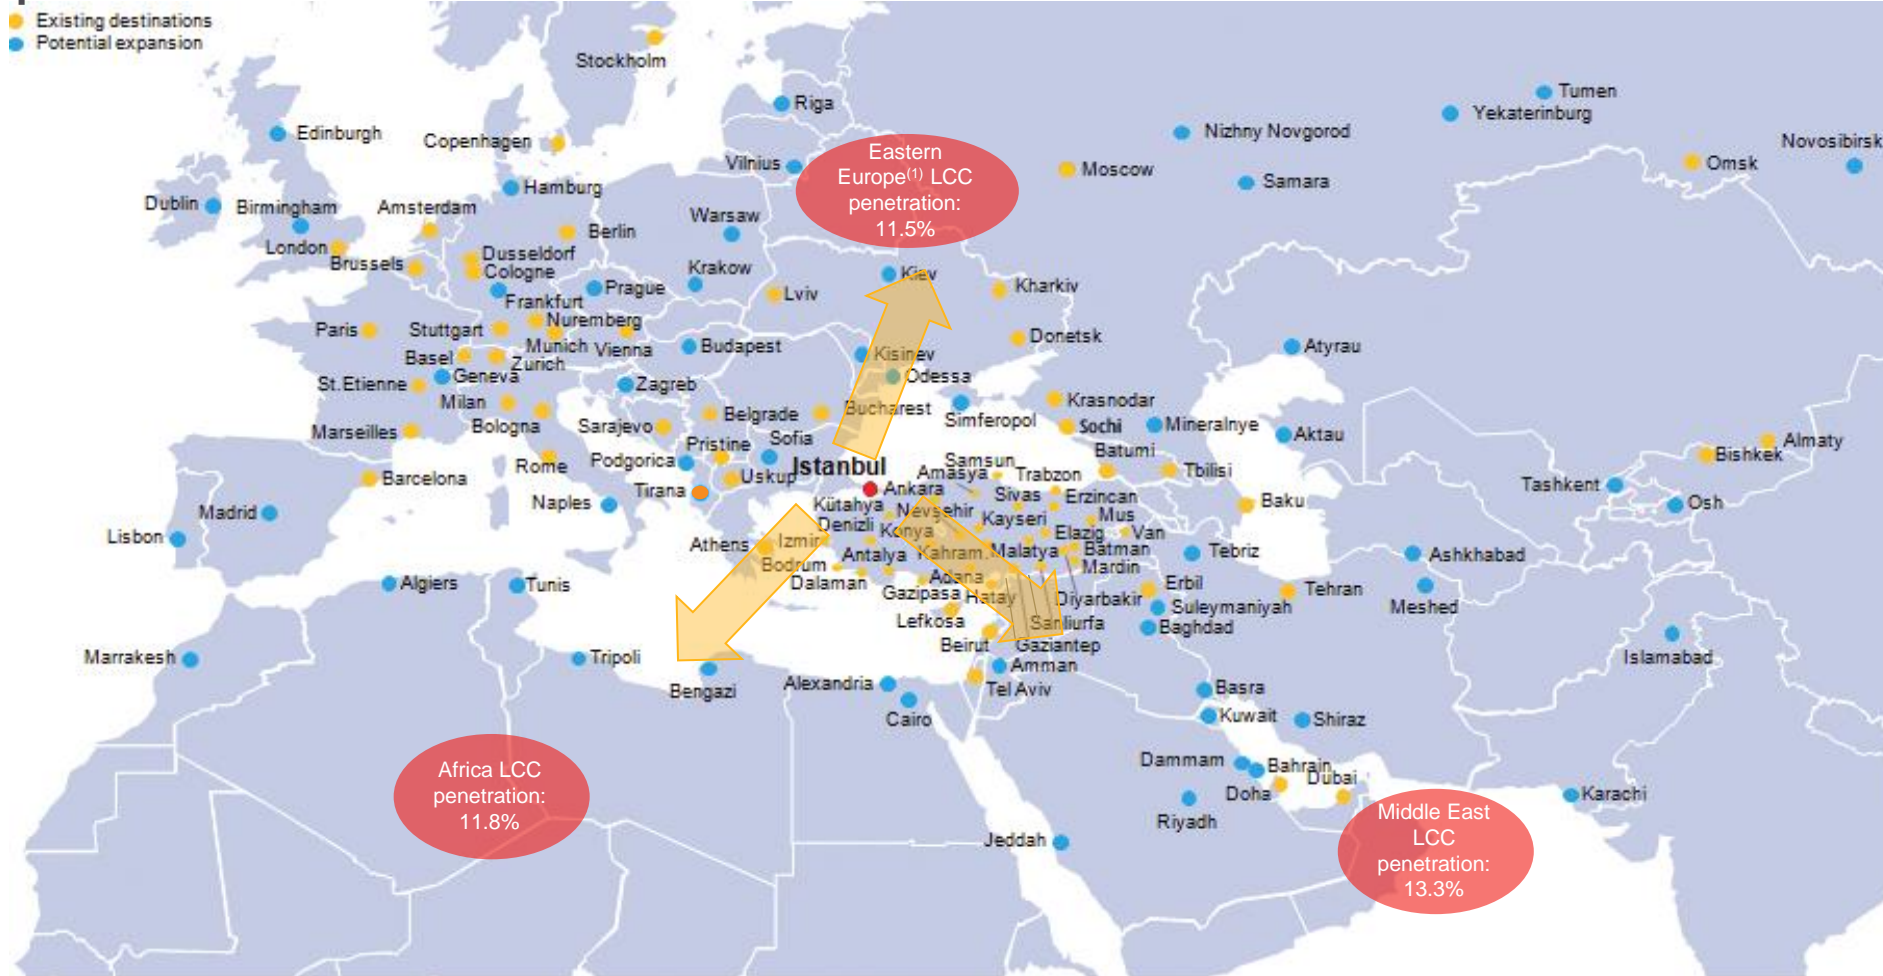 Existing destinations
Potential expansion
Stockholm
Riga
Tumen
Yekaterinburg
Edinburgh
Copenhagen
Nizhny Novgorod
Novosibirsk
Vilnius
Eastern
Europe(1) LCC
penetration:
11.5%
Moscow
Omsk
Hamburg
Samara
Dublin
Birmingham
Amsterdam
Warsaw
Berlin
London
Brussels
Dusseldorf
Cologne
Krakow
Kiev
Frankfurt
Prague
Lviv
Kharkiv
Paris
Stuttgart
Nuremberg
Munich
Vienna
Budapest
Donetsk
Atyrau
Basel
Zurich
Kisinev
St.Etienne
Geneva
Zagreb
Odessa
Milan
Belgrade
Bucharest
Krasnodar
Simferopol
Marseilles
Bologna
Sarajevo
Sochi
Mineralnye
Aktau
Pristine
Sofia
Almaty
Batumi
Bishkek
Rome
Podgorica
Istanbul
Samsun
Amasya
Trabzon
Tbilisi
Barcelona
Uskup
Tirana
Ankara
Tashkent
Naples
Kütahya
Sivas
Erzincan
Baku
Osh
Madrid
Nevşehir
Kayseri
Mus
Lisbon
Denizli
Konya
Elazig
Van
Athens
Izmir
Antalya
Kahram.
Malatya
Batman
Tebriz
Ashkhabad
Bodrum
Mardin
Algiers
Tunis
Dalaman
Adana
Erbil
Gazipasa
Hatay
Diyarbakir
Suleymaniyah
Tehran
Meshed
Lefkosa
Sanliurfa
Baghdad
Beirut
Gaziantep
Marrakesh
Tripoli
Amman
Islamabad
Bengazi
Alexandria
Tel Aviv
Basra
Cairo
Kuwait
Shiraz
Africa LCC
penetration:
11.8%
Dammam
Bahrain
Dubai
Doha
Karachi
Riyadh
Jeddah
Middle East
LCC
penetration:
13.3%